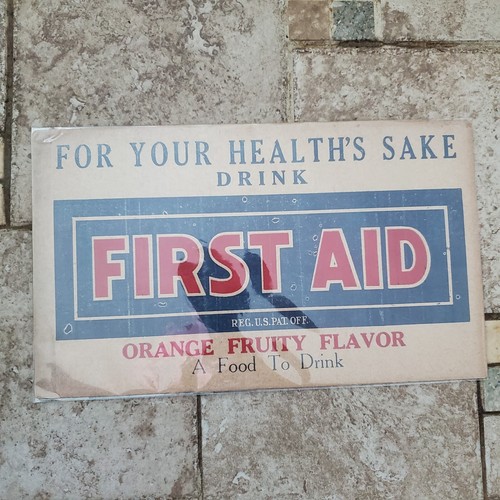 FOR YOUR HEALTH'S SAKE
DRINK
FIRST AID
REG. U.S. PAT. OFF.
ORANGE FRUITY FLAVOR
A Food To Drink